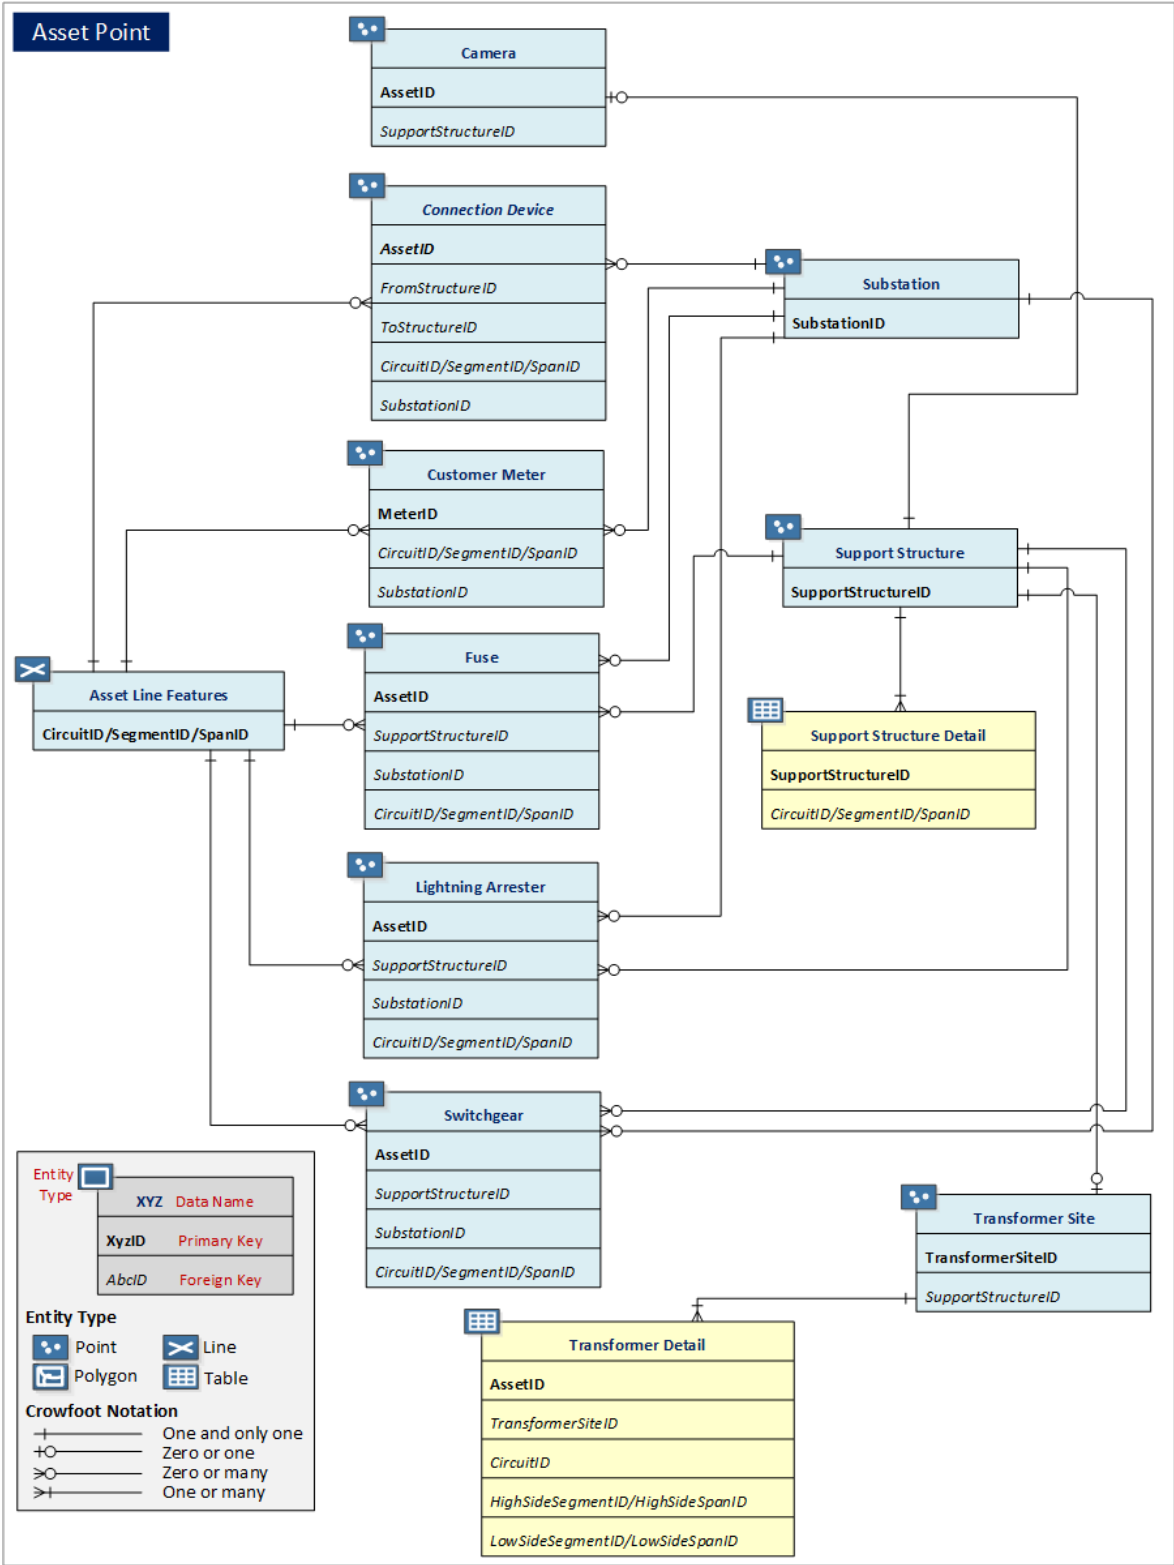 Asset Point
Camera
AssetID
SupportStructureID
Connection Device
AssetID
FromStructureID
ToStructureID
CircuitID/SegmentID/SpanID
SubstationID
Substation
SubstationID
Customer Meter
MeterID
CircuitID/SegmentID/SpanID
SubstationID
Support Structure
SupportStructureID
Fuse
AssetID
SupportStructureID
SubstationID
CircuitID/SegmentID/SpanID
Asset Line Features
CircuitID/SegmentID/SpanID
Support Structure Detail
SupportStructureID
CircuitID/SegmentID/SpanID
Lightning Arrester
AssetID
SupportStructureID
SubstationID
CircuitID/SegmentID/SpanID
Switchgear
AssetID
SupportStructureID
SubstationID
CircuitID/SegmentID/SpanID
Transformer Site
TransformerSiteID
SupportStructureID
Transformer Detail
AssetID
TransformerSiteID
CircuitID
HighSideSegmentID/HighSideSpanID
LowSideSegmentID/LowSideSpanID
Entity
Type
XYZ Data Name
XyzID Primary Key
AbcID Foreign Key
Entity Type
Point Line
Polygon Table
Crowfoot Notation
One and only one
Zero or one
Zero or many
One or many